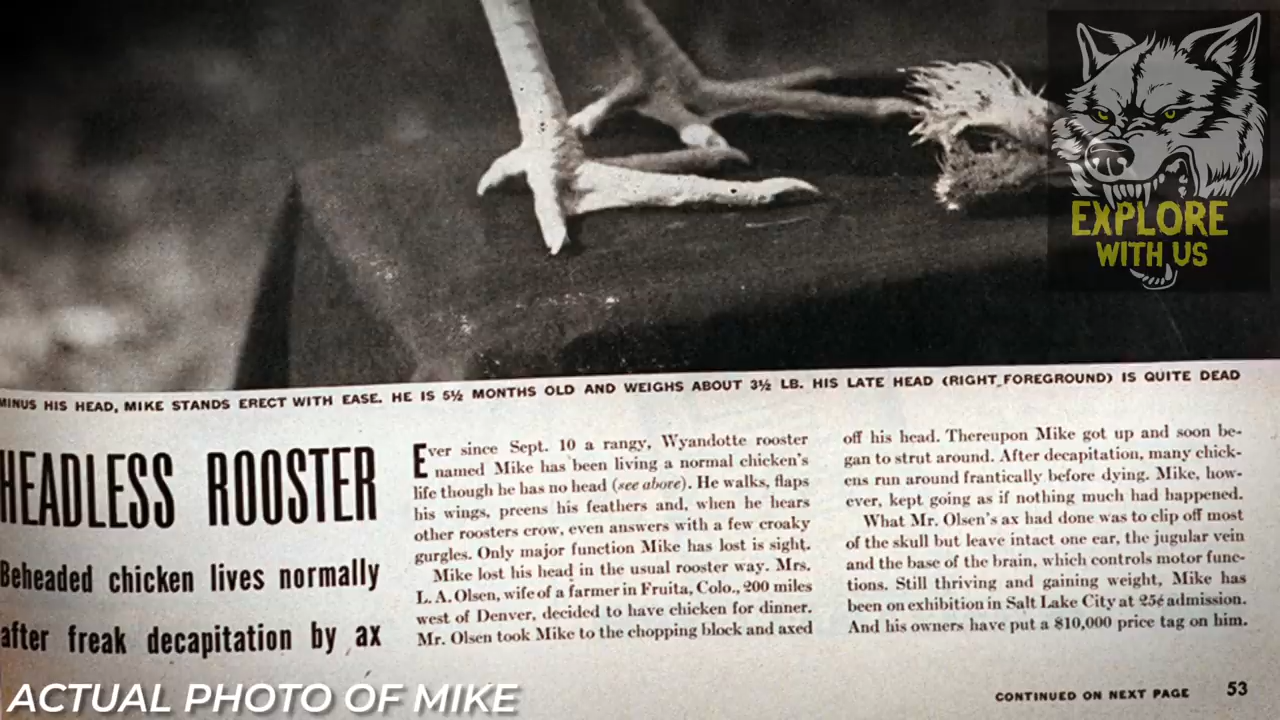 EXPLORE
WITH US
MINUS HIS HEAD, MIKE STANDS ERECT WITH EASE. HE IS 5½ MONTHS OLD AND WEIGHS ABOUT 3½ LB. HIS LATE HEAD (RIGHT FOREGROUND) IS QUITE DEAD
HEADLESS ROOSTER
Beheaded chicken lives normally
after freak decapitation by ax
Ever since Sept. 10 a rangy, Wyandotte rooster
named Mike has been living a normal chicken's
life though he has no head (see above). He walks, flaps
his wings, preens his feathers and, when he hears
other roosters crow, even answers with a few croaky
gurgles. Only major function Mike has lost is sight.
Mike lost his head in the usual rooster way. Mrs.
L. A. Olsen, wife of a farmer in Fruita, Colo., 200 miles
west of Denver, decided to have chicken for dinner.
Mr. Olsen took Mike to the chopping block and axed
off his head. Thereupon Mike got up and soon be-
gan to strut around. After decapitation, many chick-
ens run around frantically before dying. Mike, how-
ever, kept going as if nothing much had happened.
What Mr. Olsen's ax had done was to clip off most
of the skull but leave intact one ear, the jugular vein
and the base of the brain, which controls motor func-
tions. Still thriving and gaining weight, Mike has
been on exhibition in Salt Lake City at 25¢ admission.
And his owners have put a $10,000 price tag on him.
CONTINUED ON NEXT PAGE 53
ACTUAL PHOTO OF MIKE